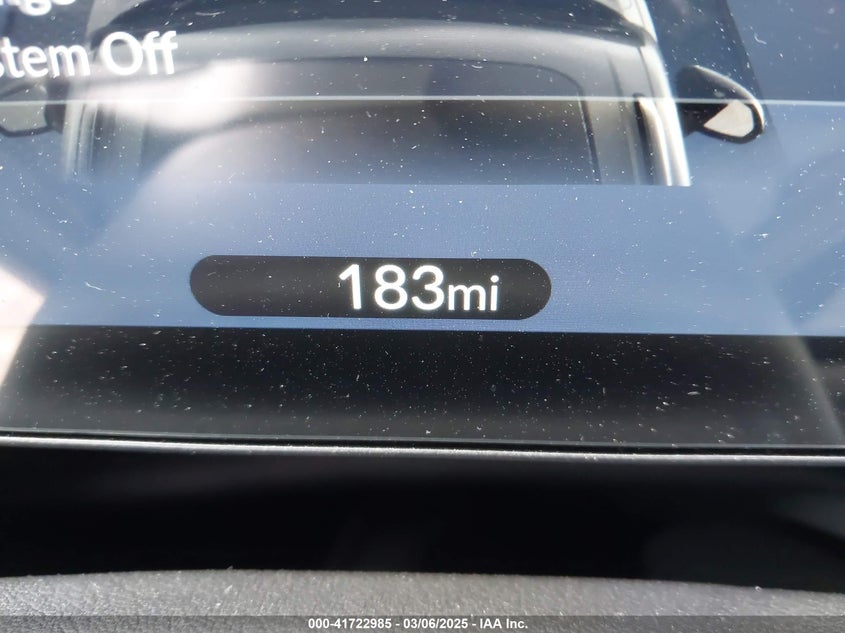 stem Off
183mi
000-41722985 - 03/06/2025 - IAA Inc.